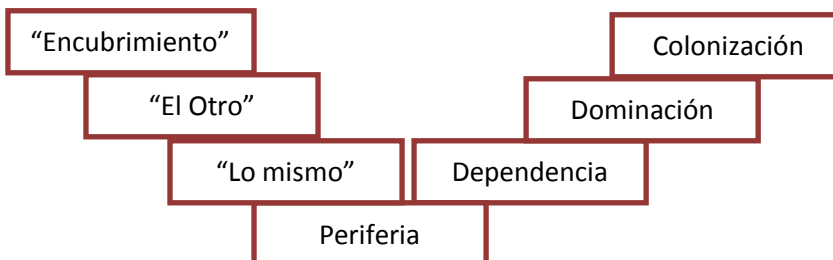 “Encubrimiento”
Colonización
“El Otro”
Dominación
“Lo mismo”
Dependencia
Periferia